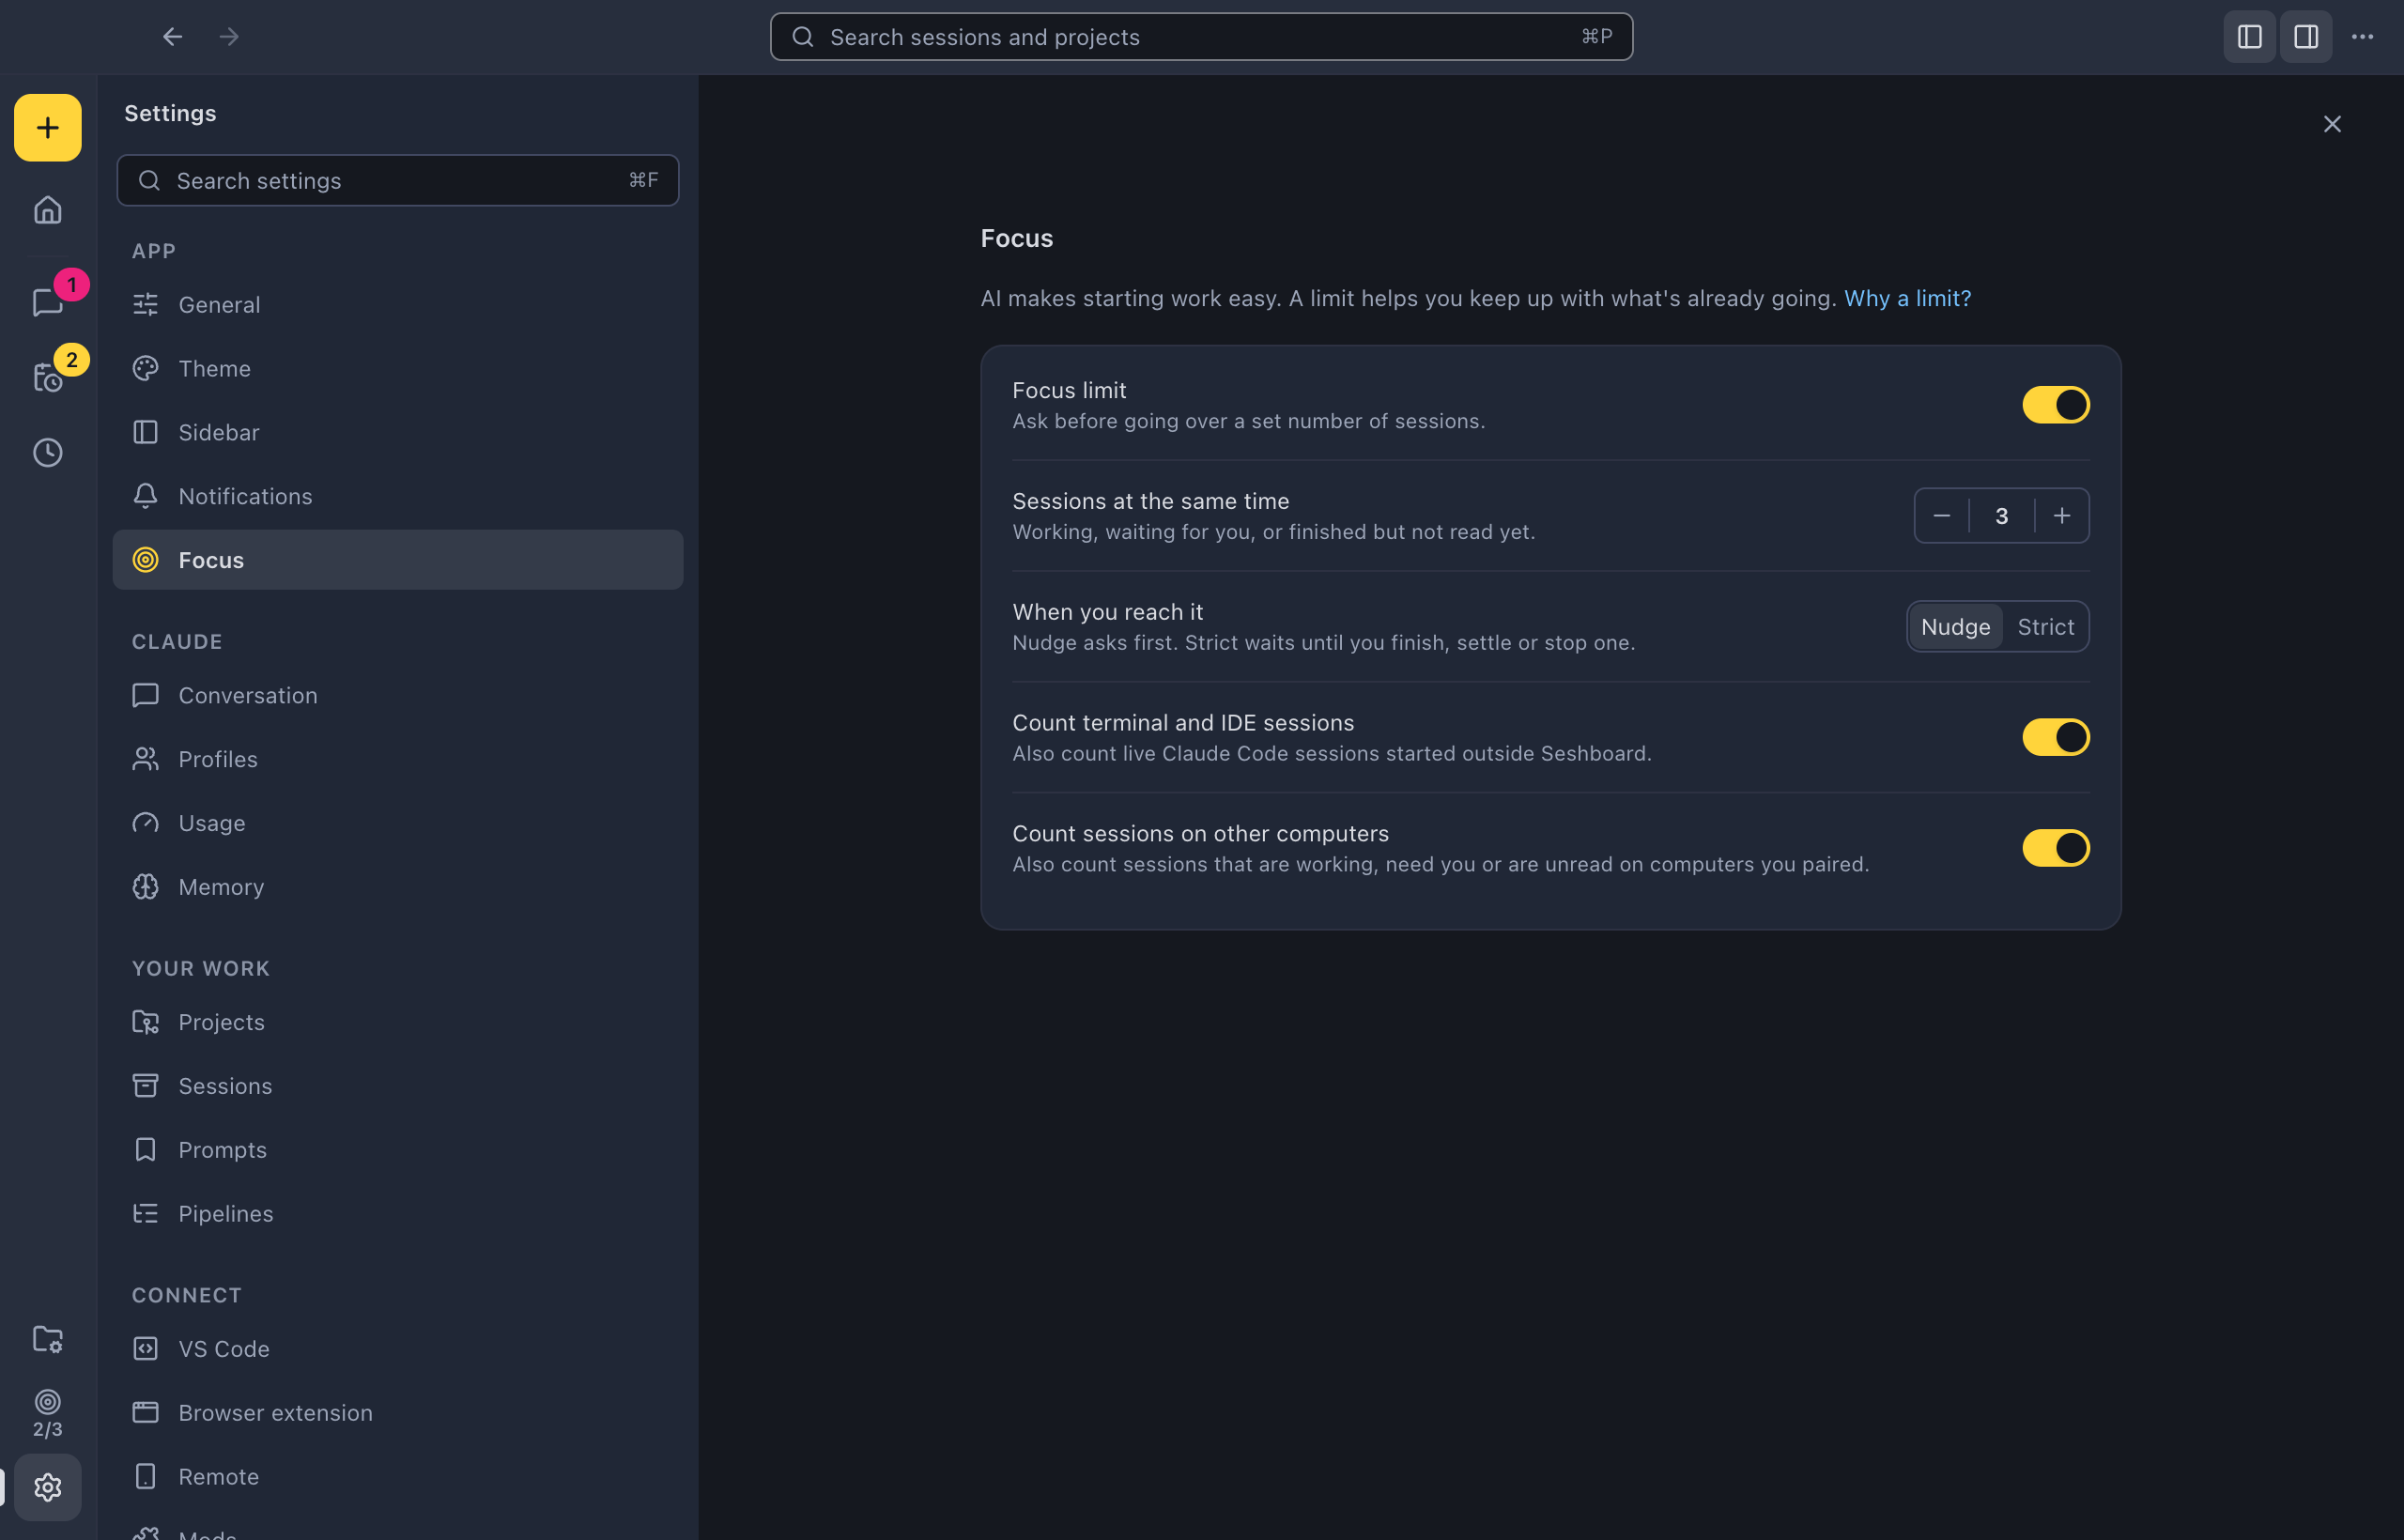 Search sessions and projects ⌘P
Settings
Search settings ⌘F
APP
General
Theme
Sidebar
Notifications
Focus
CLAUDE
Conversation
Profiles
Usage
Memory
YOUR WORK
Projects
Sessions
Prompts
Pipelines
CONNECT
VS Code
Browser extension
Remote
Mods
1
2
2/3
Focus
AI makes starting work easy. A limit helps you keep up with what's already going. Why a limit?
Focus limit
Ask before going over a set number of sessions.
Sessions at the same time
Working, waiting for you, or finished but not read yet.
3
When you reach it
Nudge asks first. Strict waits until you finish, settle or stop one.
Nudge Strict
Count terminal and IDE sessions
Also count live Claude Code sessions started outside Seshboard.
Count sessions on other computers
Also count sessions that are working, need you or are unread on computers you paired.